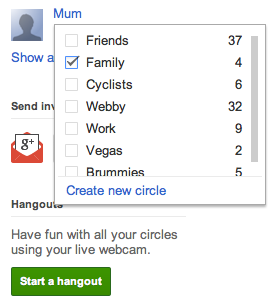 Mum
Friends 37
Family 4
Cyclists 6
Webby 32
Work 9
Vegas 2
Brummies 5
Create new circle
Show a
Send inv
g+
Hangouts
Have fun with all your circles
using your live webcam.
Start a hangout